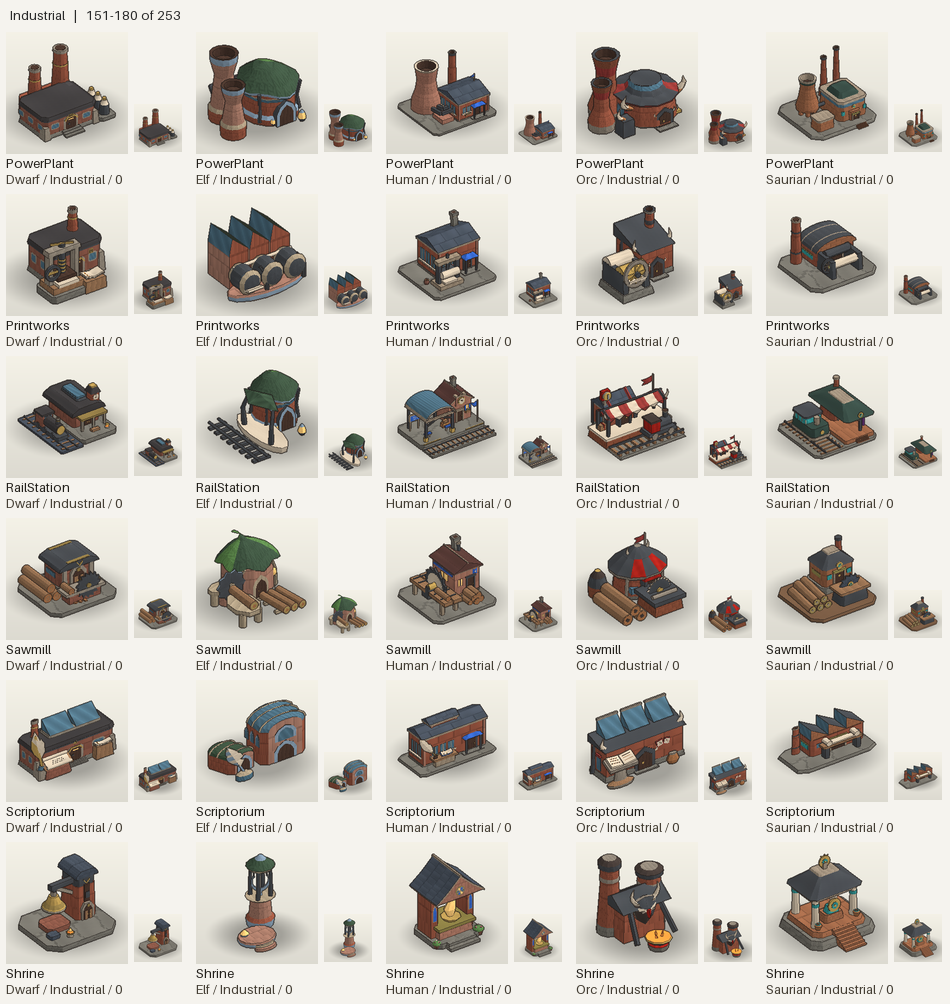 Industrial | 151-180 of 253
PowerPlant PowerPlant PowerPlant PowerPlant PowerPlant
Dwarf / Industrial / 0 Elf / Industrial / 0 Human / Industrial / 0 Orc / Industrial / 0 Saurian / Industrial / 0
Printworks Printworks Printworks Printworks Printworks
Dwarf / Industrial / 0 Elf / Industrial / 0 Human / Industrial / 0 Orc / Industrial / 0 Saurian / Industrial / 0
RailStation RailStation RailStation RailStation RailStation
Dwarf / Industrial / 0 Elf / Industrial / 0 Human / Industrial / 0 Orc / Industrial / 0 Saurian / Industrial / 0
Sawmill Sawmill Sawmill Sawmill Sawmill
Dwarf / Industrial / 0 Elf / Industrial / 0 Human / Industrial / 0 Orc / Industrial / 0 Saurian / Industrial / 0
Scriptorium Scriptorium Scriptorium Scriptorium Scriptorium
Dwarf / Industrial / 0 Elf / Industrial / 0 Human / Industrial / 0 Orc / Industrial / 0 Saurian / Industrial / 0
Shrine Shrine Shrine Shrine Shrine
Dwarf / Industrial / 0 Elf / Industrial / 0 Human / Industrial / 0 Orc / Industrial / 0 Saurian / Industrial / 0